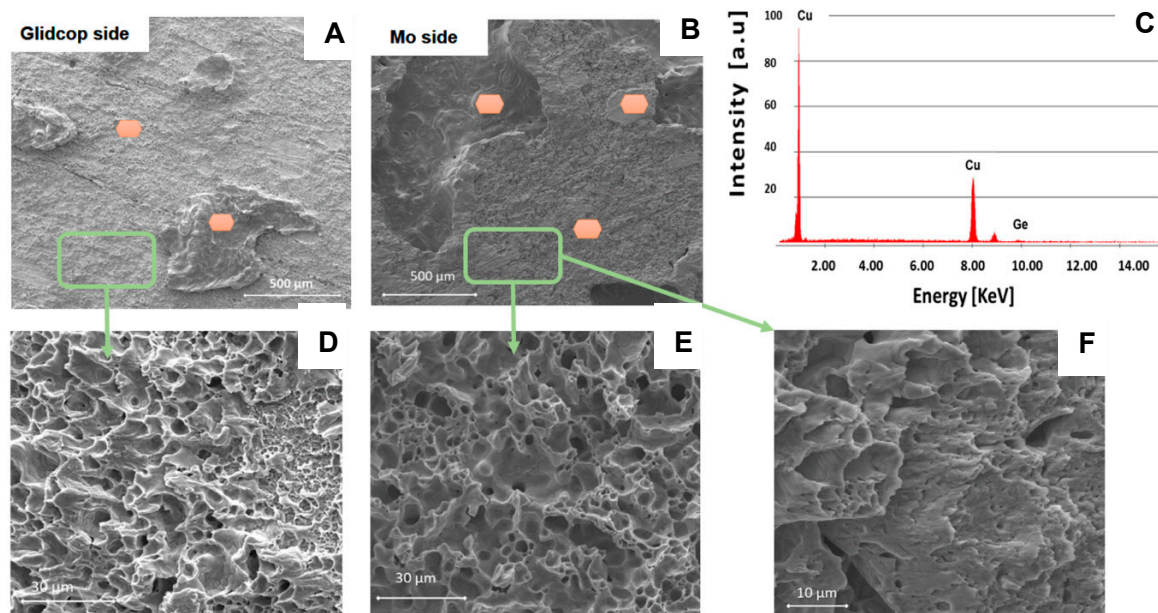 Glidcop side
A
500 µm
Mo side
B
500 µm
C
Intensity [a.u]
100
80
60
40
20
Cu
Cu
Ge
2.00 4.00 6.00 8.00 10.00 12.00 14.00
Energy [KeV]
D
30 µm
E
30 µm
F
10 µm